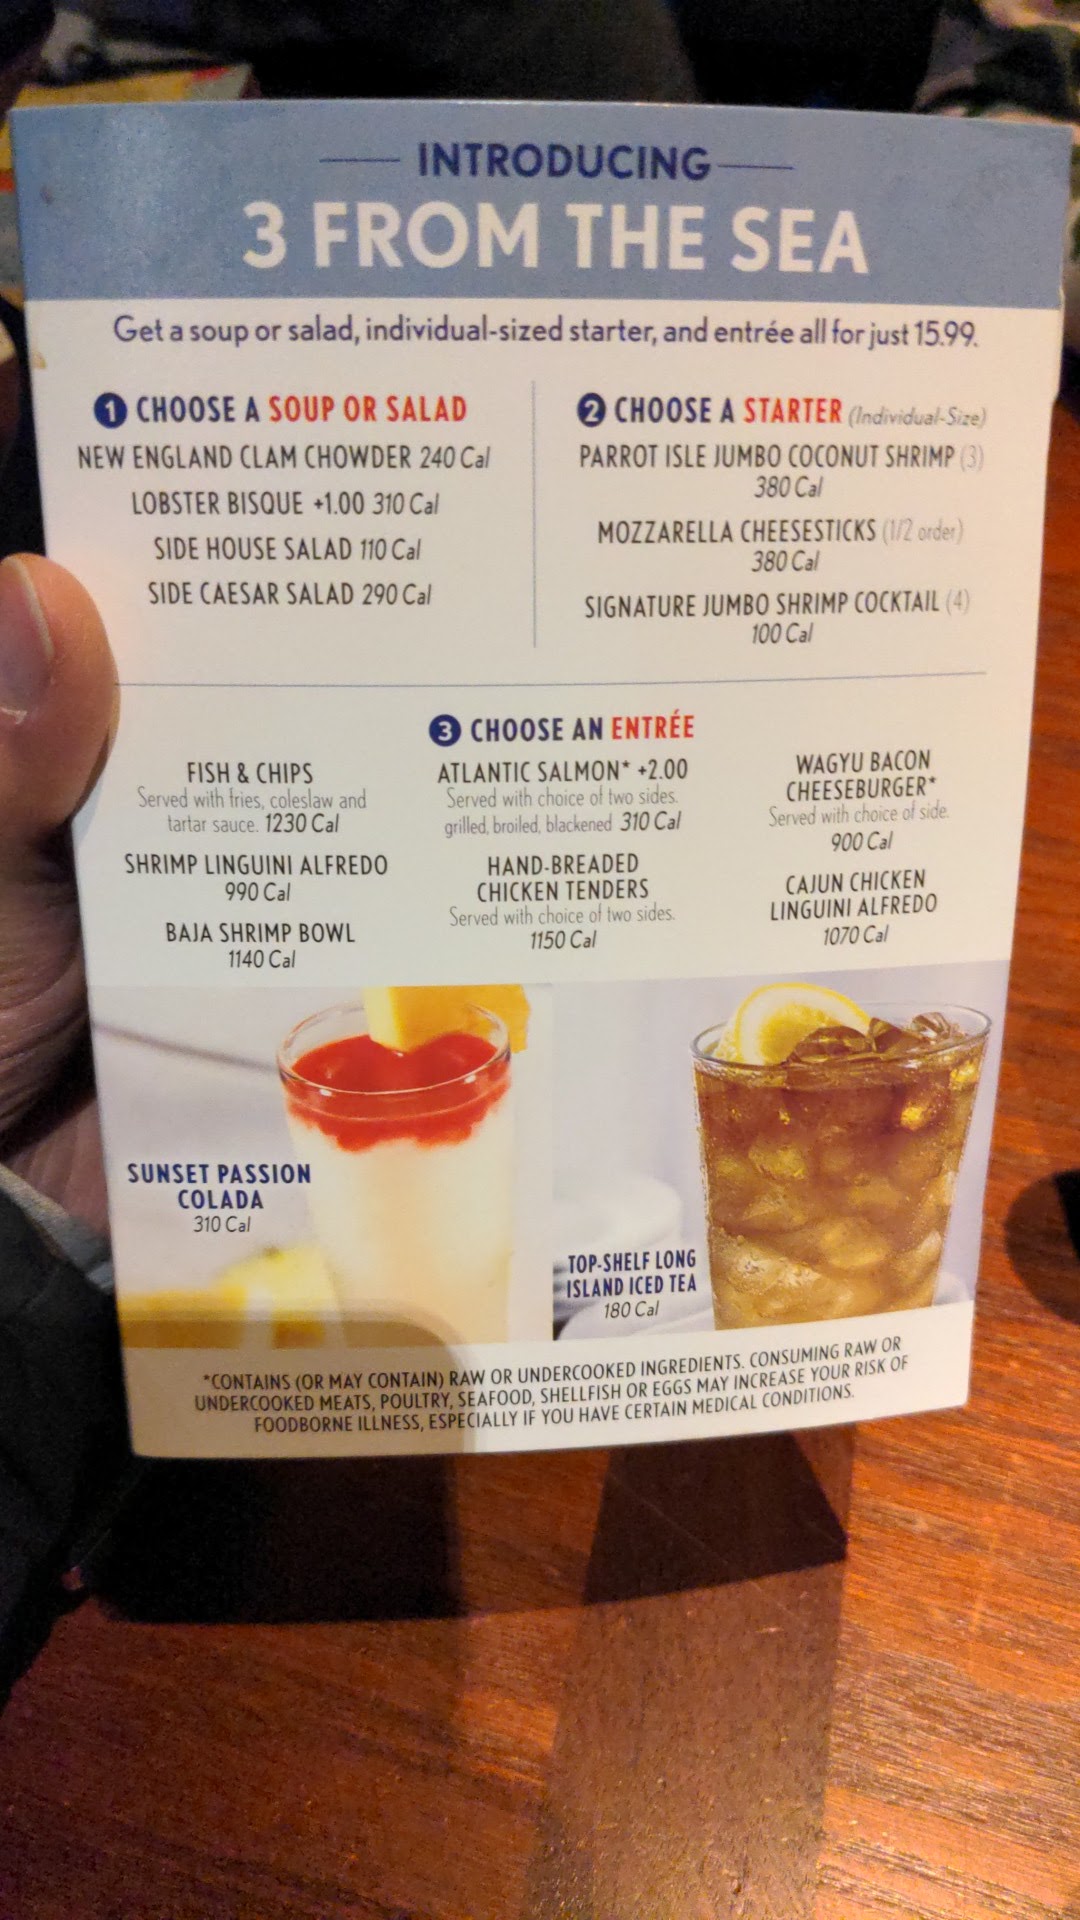 INTRODUCING
3 FROM THE SEA
Get a soup or salad, individual-sized starter, and entrée all for just 15.99.
1 CHOOSE A SOUP OR SALAD
NEW ENGLAND CLAM CHOWDER 240 Cal
LOBSTER BISQUE +1.00 310 Cal
SIDE HOUSE SALAD 110 Cal
SIDE CAESAR SALAD 290 Cal
2 CHOOSE A STARTER (Individual-Size)
PARROT ISLE JUMBO COCONUT SHRIMP (3)
380 Cal
MOZZARELLA CHEESESTICKS (1/2 order)
380 Cal
SIGNATURE JUMBO SHRIMP COCKTAIL (4)
100 Cal
3 CHOOSE AN ENTRÉE
FISH & CHIPS
Served with fries, coleslaw and
tartar sauce. 1230 Cal
SHRIMP LINGUINI ALFREDO
990 Cal
BAJA SHRIMP BOWL
1140 Cal
ATLANTIC SALMON* +2.00
Served with choice of two sides.
grilled, broiled, blackened 310 Cal
HAND-BREADED
CHICKEN TENDERS
Served with choice of two sides.
1150 Cal
WAGYU BACON
CHEESEBURGER*
Served with choice of side.
900 Cal
CAJUN CHICKEN
LINGUINI ALFREDO
1070 Cal
SUNSET PASSION
COLADA
310 Cal
TOP-SHELF LONG
ISLAND ICED TEA
180 Cal
*CONTAINS (OR MAY CONTAIN) RAW OR UNDERCOOKED INGREDIENTS. CONSUMING RAW OR
UNDERCOOKED MEATS, POULTRY, SEAFOOD, SHELLFISH OR EGGS MAY INCREASE YOUR RISK OF
FOODBORNE ILLNESS, ESPECIALLY IF YOU HAVE CERTAIN MEDICAL CONDITIONS.